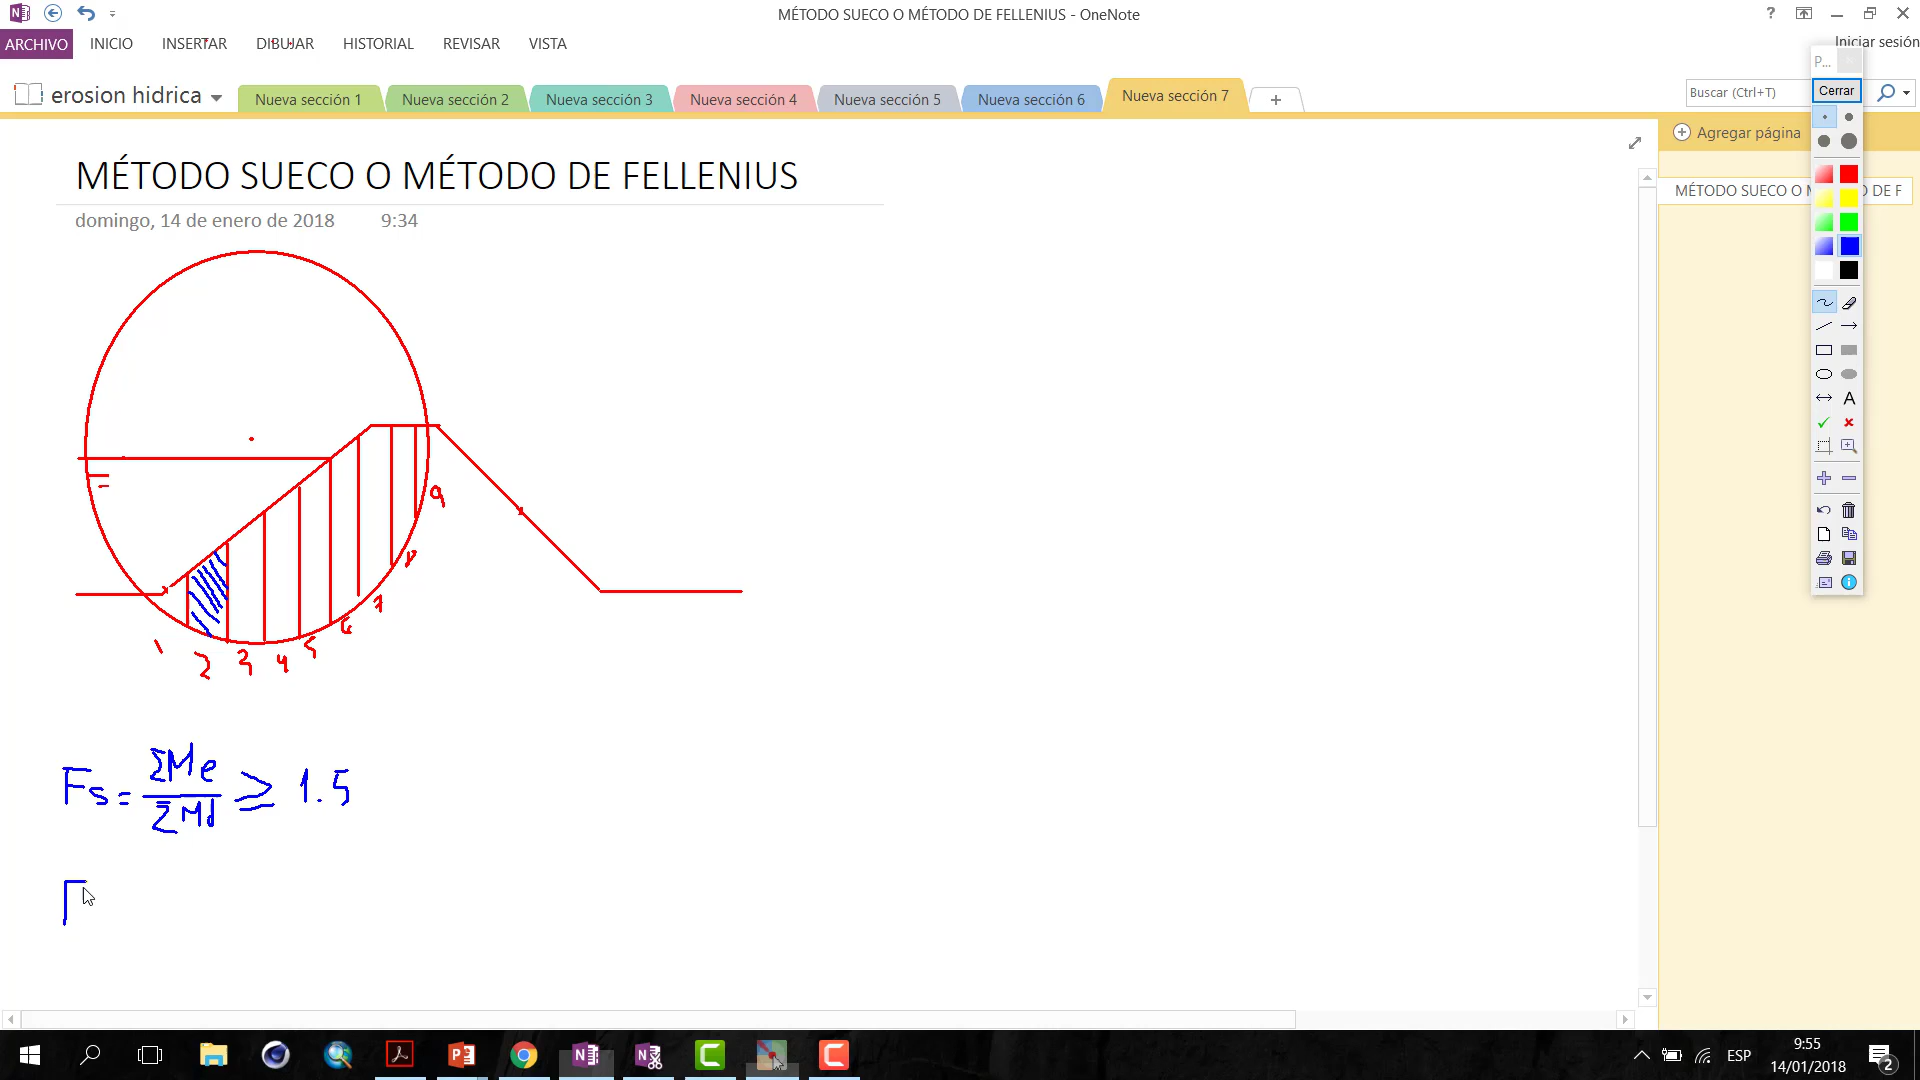 MÉTODO SUECO O MÉTODO DE FELLENIUS - OneNote
ARCHIVO INICIO INSERTAR DIBUJAR HISTORIAL REVISAR VISTA
Iniciar sesión
P...
Cerrar
erosion hidrica
Nueva sección 1 Nueva sección 2 Nueva sección 3 Nueva sección 4 Nueva sección 5 Nueva sección 6 Nueva sección 7
Buscar (Ctrl+T)
Agregar página
MÉTODO SUECO O M DE F
MÉTODO SUECO O MÉTODO DE FELLENIUS
domingo, 14 de enero de 2018 9:34
1 2 3 4 5 6 7 8 9
Fs = ΣMe / ΣMd ≥ 1.5
ESP
9:55
14/01/2018
2